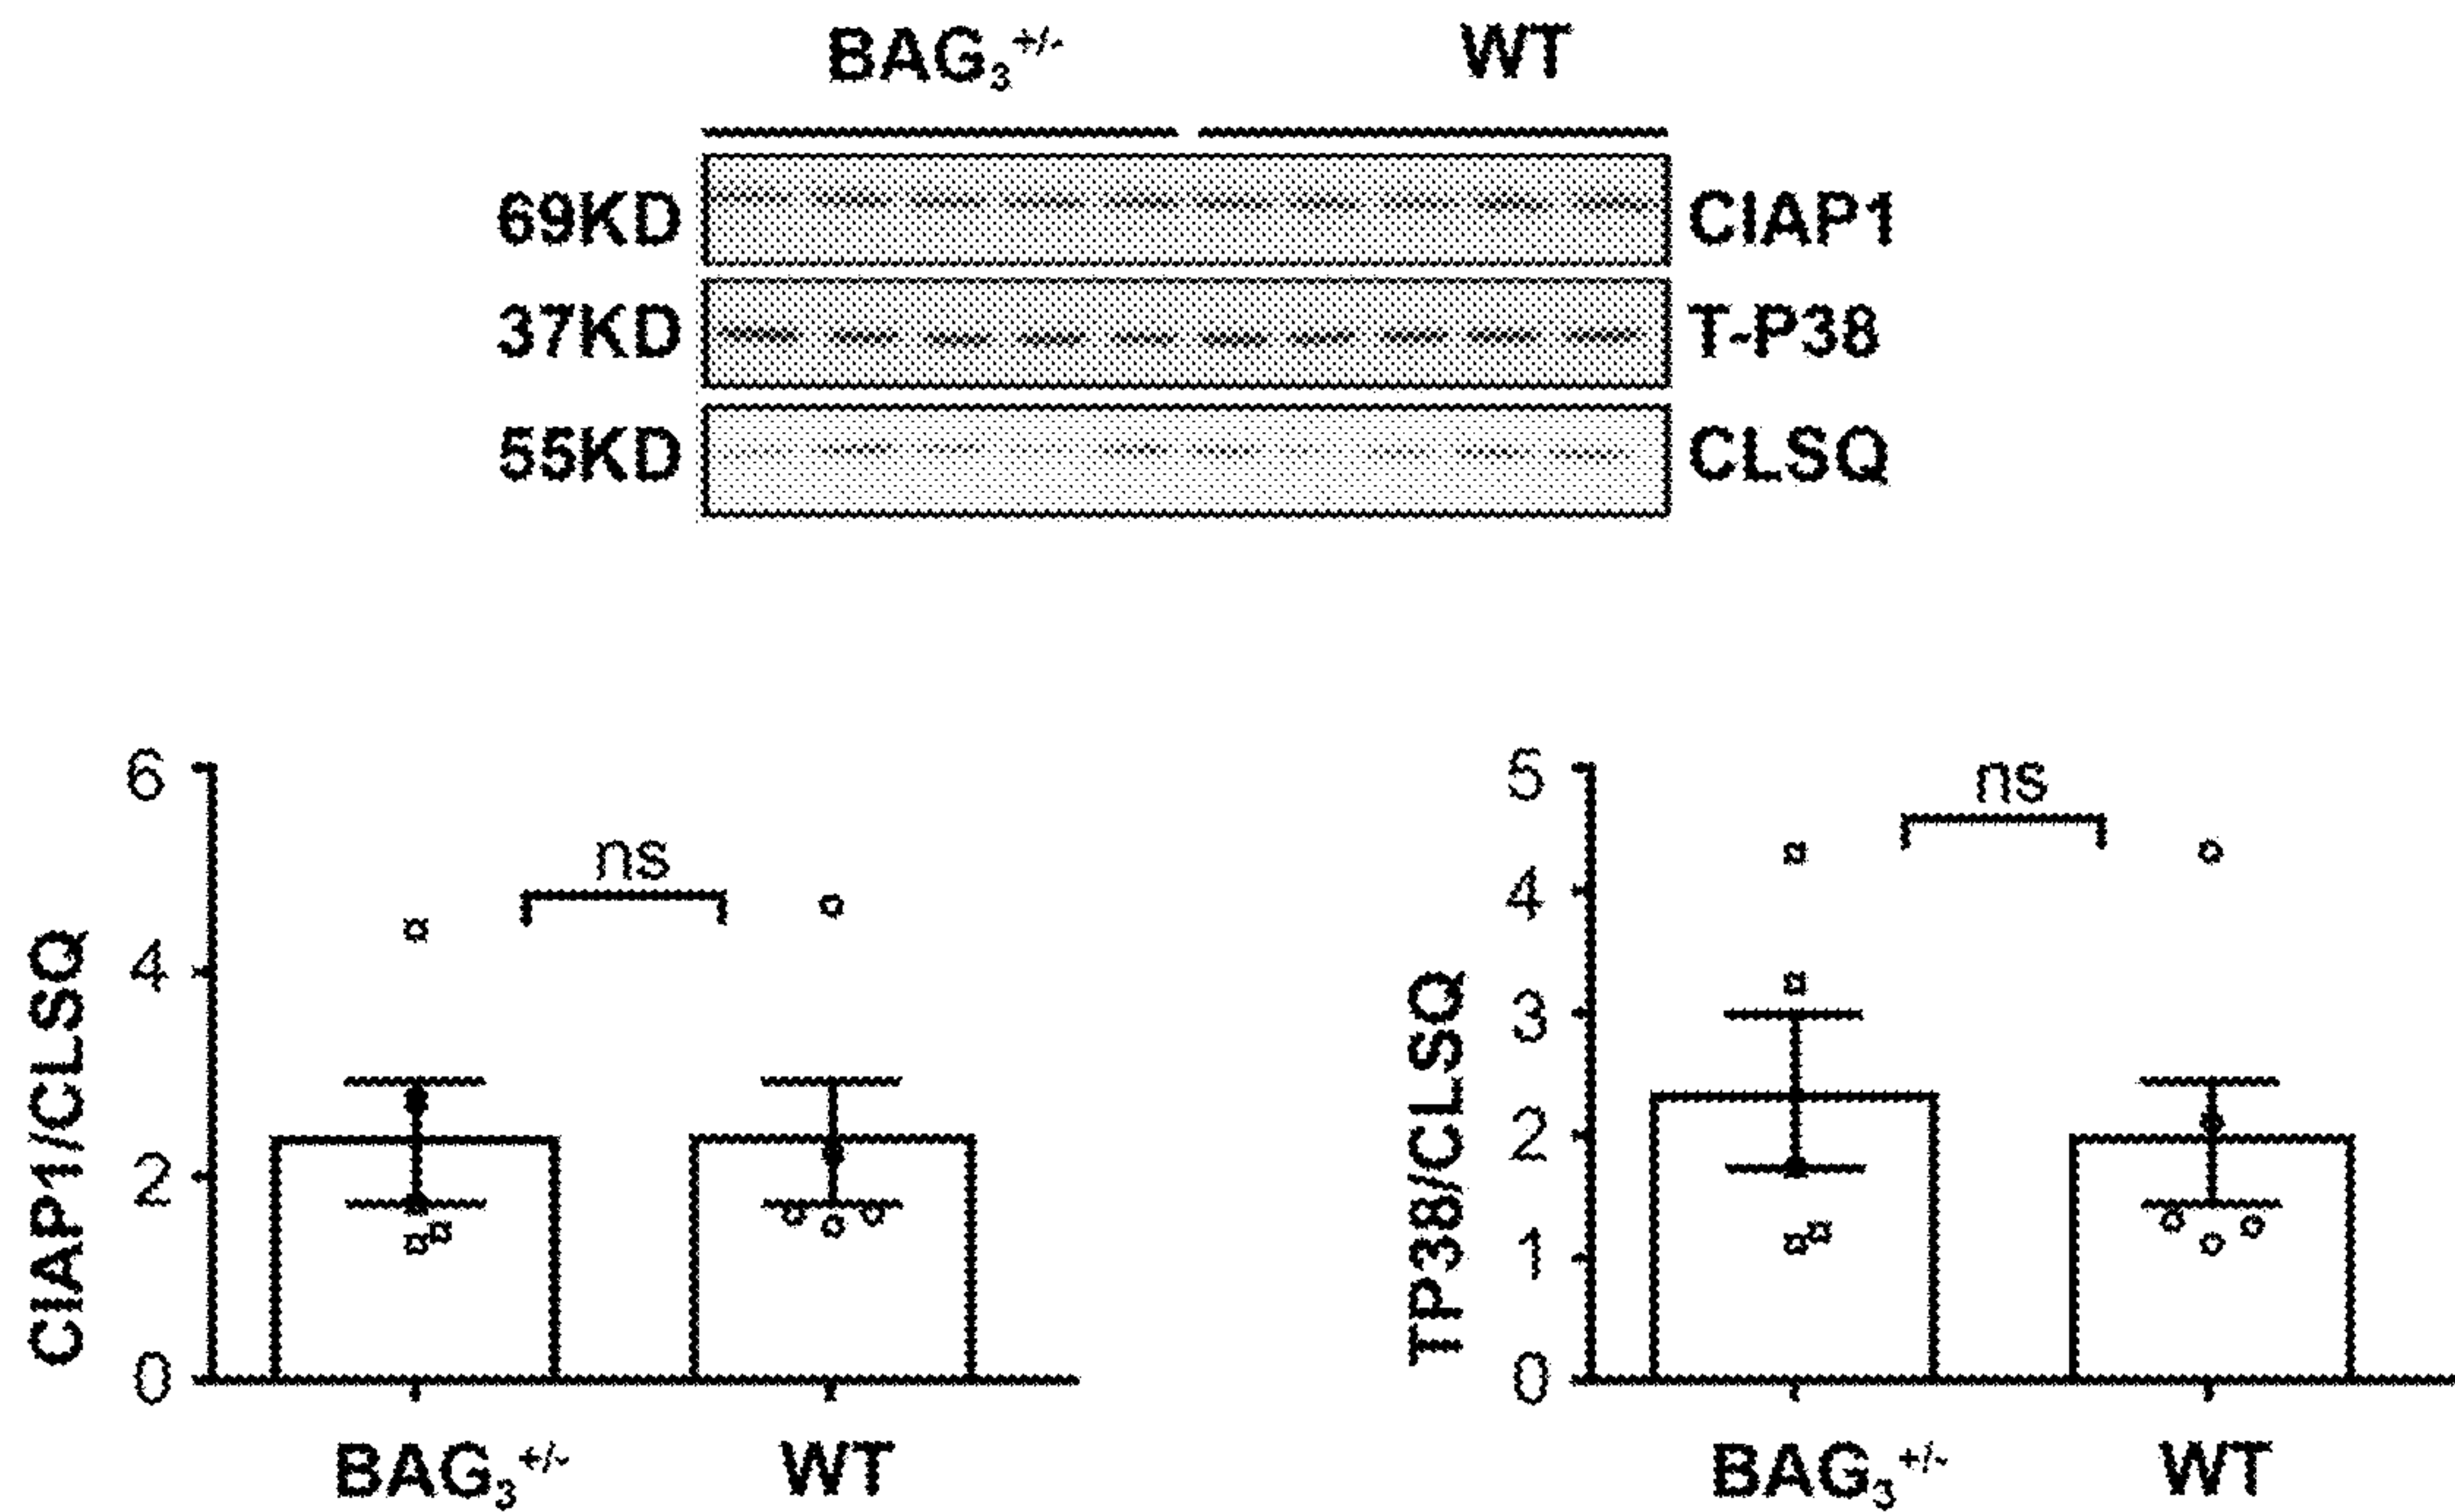 BAG3+/- WT
69KD CIAP1
37KD T-P38
55KD CLSQ
CIAP1/CLSQ
6
4
2
0
ns
BAG3+/- WT
TP38/CLSQ
5
4
3
2
1
0
ns
BAG3+/- WT